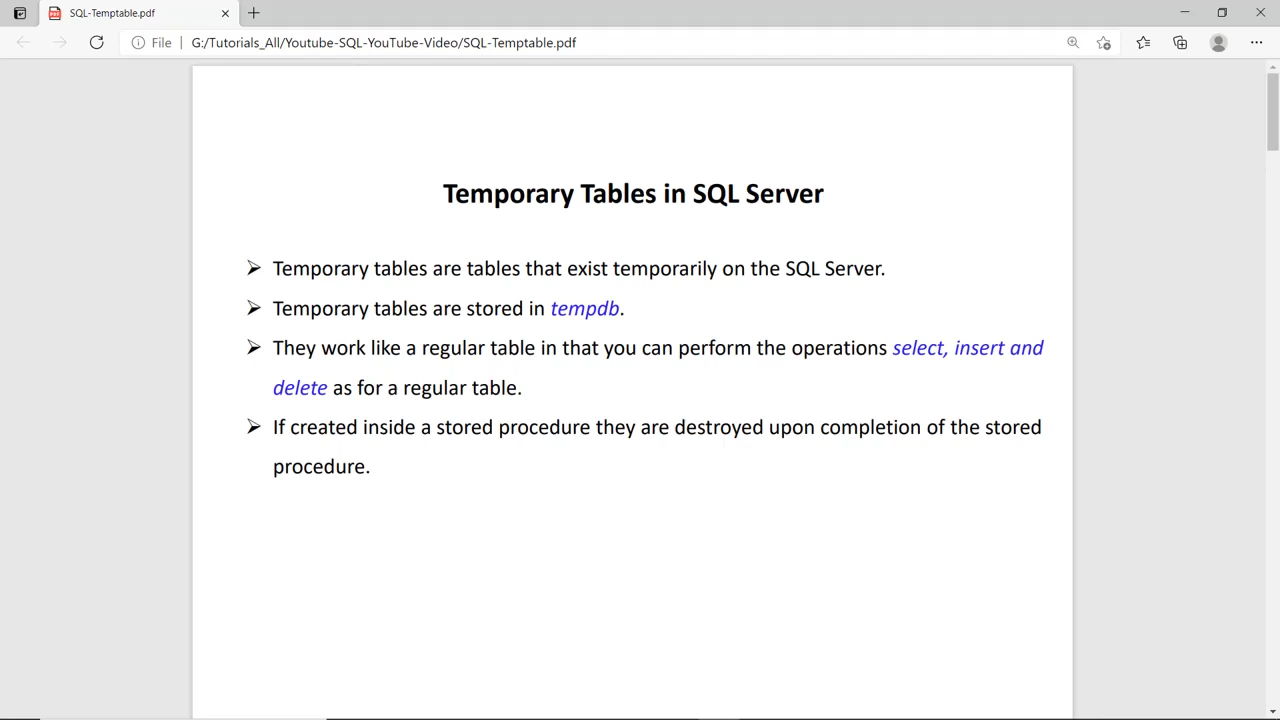 SQL-Temptable.pdf
File
G:/Tutorials_All/Youtube-SQL-YouTube-Video/SQL-Temptable.pdf
Temporary Tables in SQL Server
Temporary tables are tables that exist temporarily on the SQL Server.
Temporary tables are stored in tempdb.
They work like a regular table in that you can perform the operations select, insert and
delete as for a regular table.
If created inside a stored procedure they are destroyed upon completion of the stored
procedure.